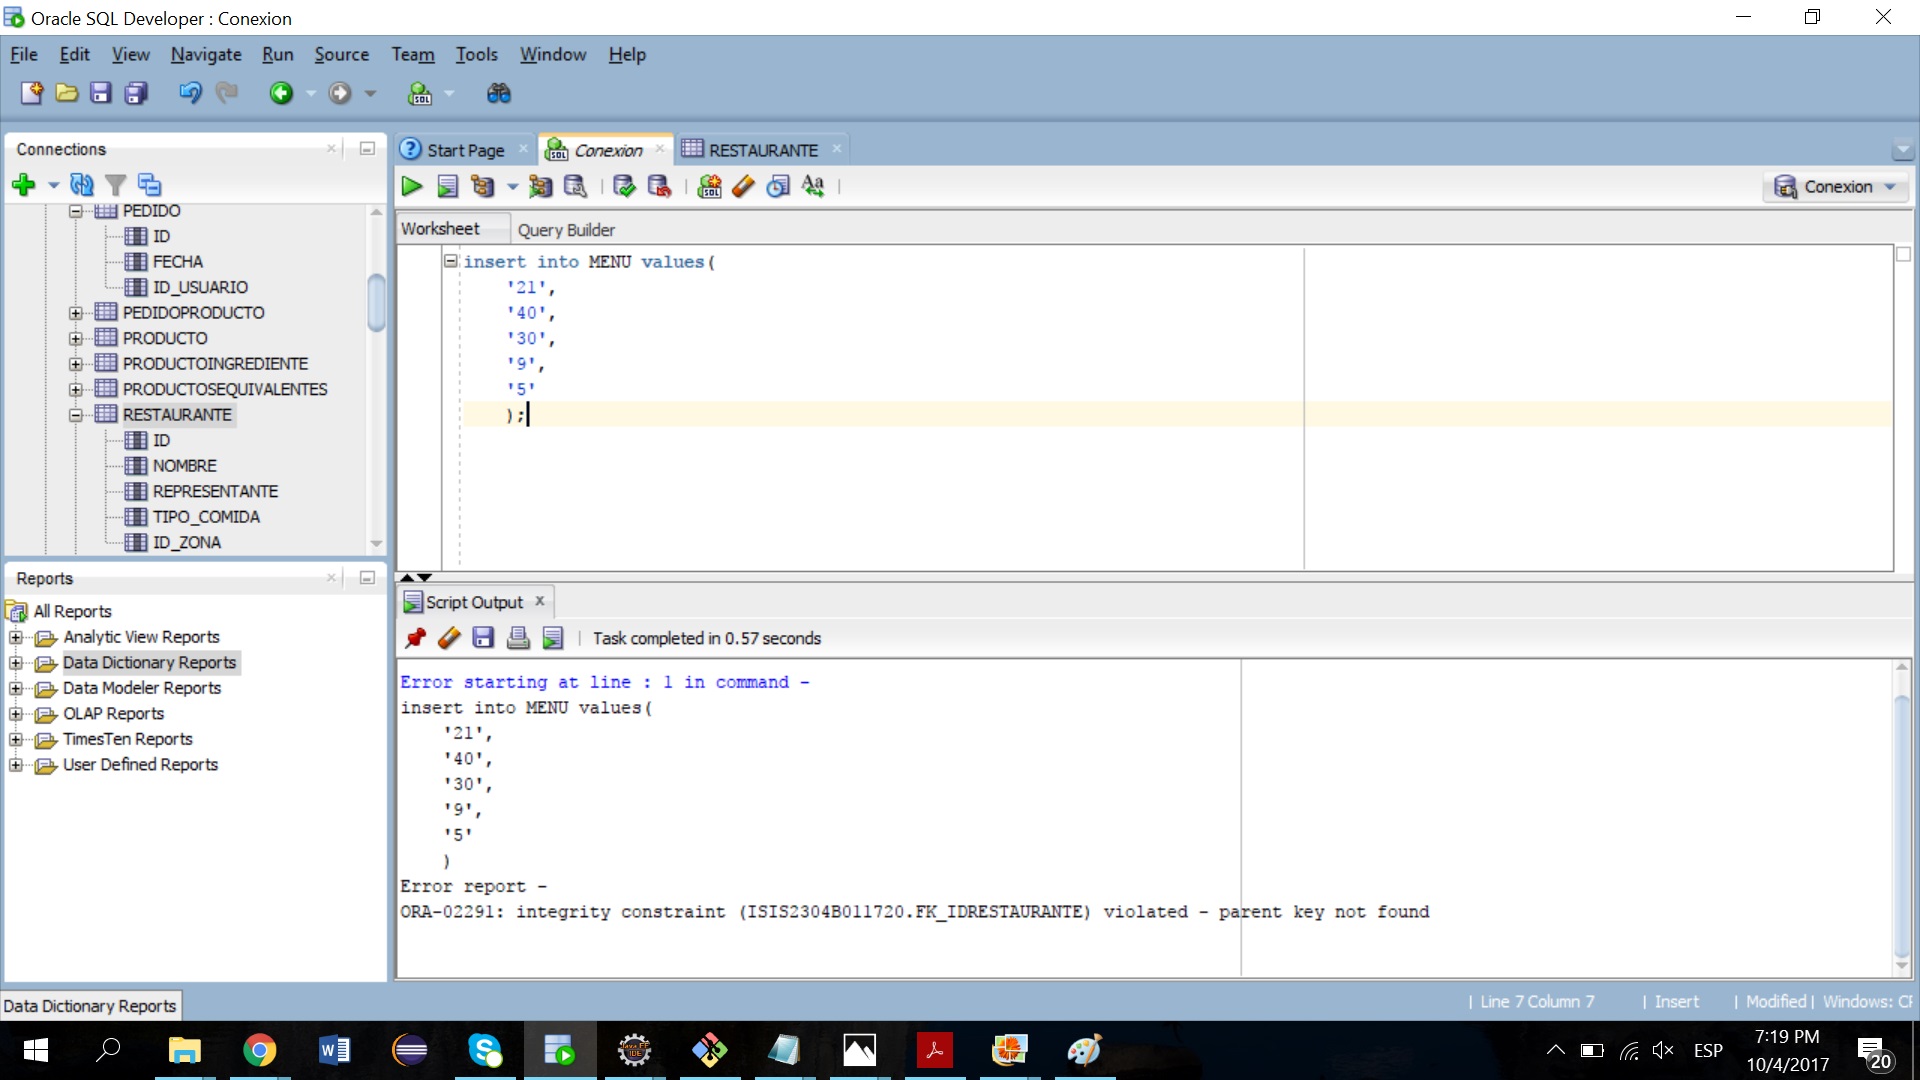 Oracle SQL Developer : Conexion
File Edit View Navigate Run Source Team Tools Window Help
Connections
PEDIDO
ID
FECHA
ID_USUARIO
PEDIDOPRODUCTO
PRODUCTO
PRODUCTOINGREDIENTE
PRODUCTOSEQUIVALENTES
RESTAURANTE
ID
NOMBRE
REPRESENTANTE
TIPO_COMIDA
ID_ZONA
Reports
All Reports
Analytic View Reports
Data Dictionary Reports
Data Modeler Reports
OLAP Reports
TimesTen Reports
User Defined Reports
Start Page Conexion RESTAURANTE
Conexion
Worksheet Query Builder
insert into MENU values(
'21',
'40',
'30',
'9',
'5'
);
Script Output
Task completed in 0.57 seconds
Error starting at line : 1 in command -
insert into MENU values(
'21',
'40',
'30',
'9',
'5'
)
Error report -
ORA-02291: integrity constraint (ISIS2304B011720.FK_IDRESTAURANTE) violated - parent key not found
Data Dictionary Reports
| Line 7 Column 7 | Insert | Modified | Windows: CF
ESP
7:19 PM
10/4/2017
20